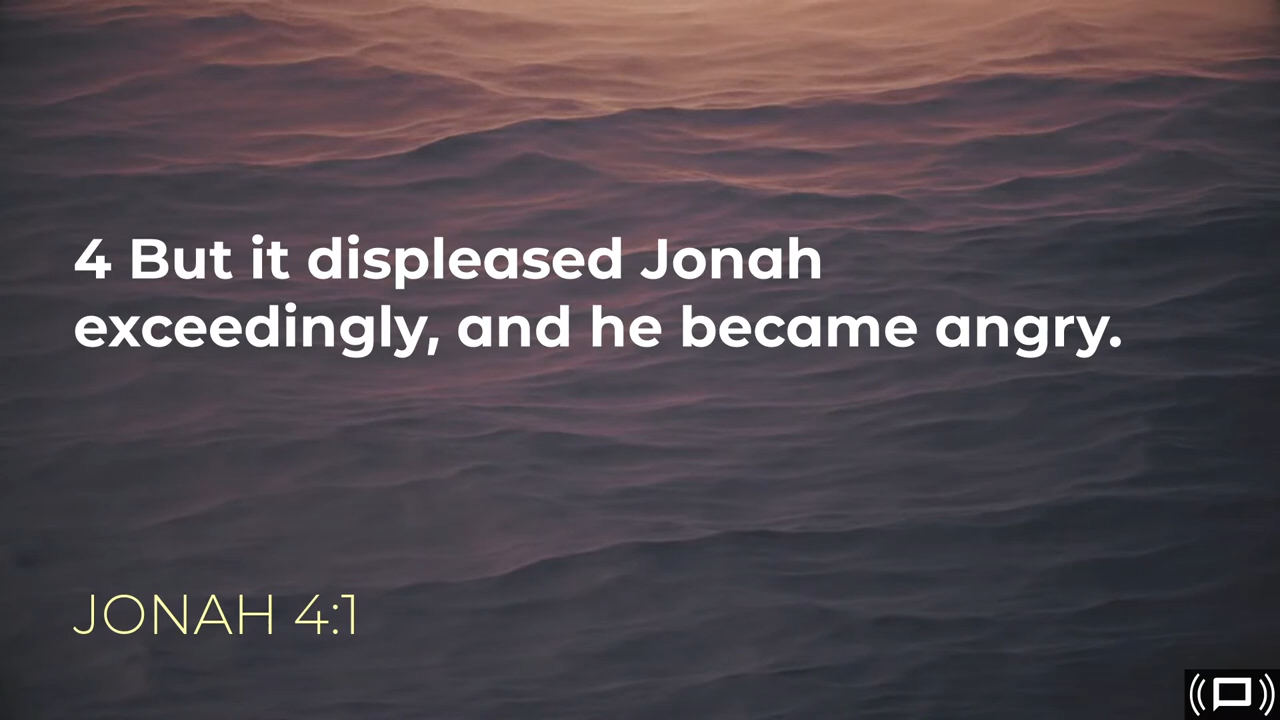 4 But it displeased Jonah
exceedingly, and he became angry.
JONAH 4:1